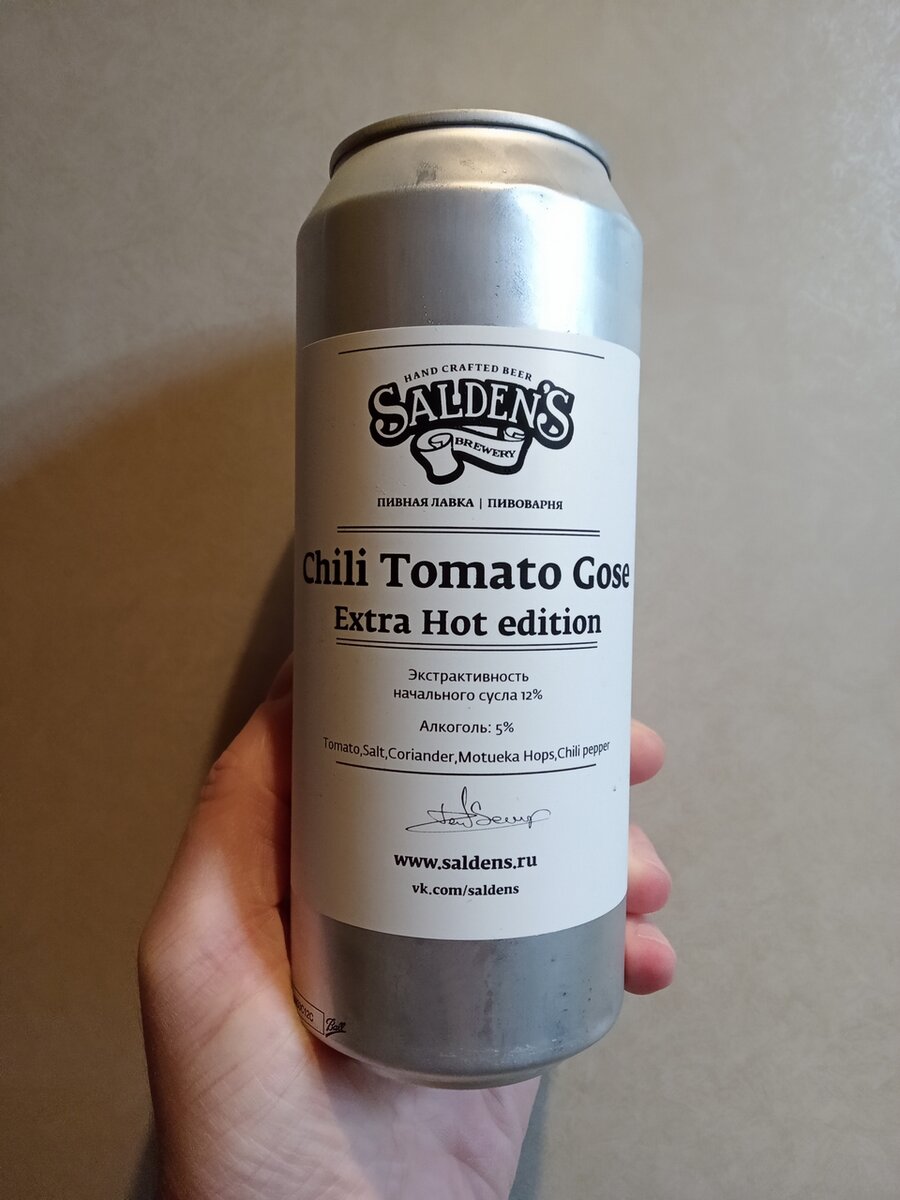 HAND CRAFTED BEER
SALDEN'S
BREWERY
ПИВНАЯ ЛАВКА | ПИВОВАРНЯ
Chili Tomato Gose
Extra Hot edition
Экстрактивность
начального сусла 12%
Алкоголь: 5%
Tomato,Salt,Coriander,Motueka Hops,Chili pepper
www.saldens.ru
vk.com/saldens
Ball